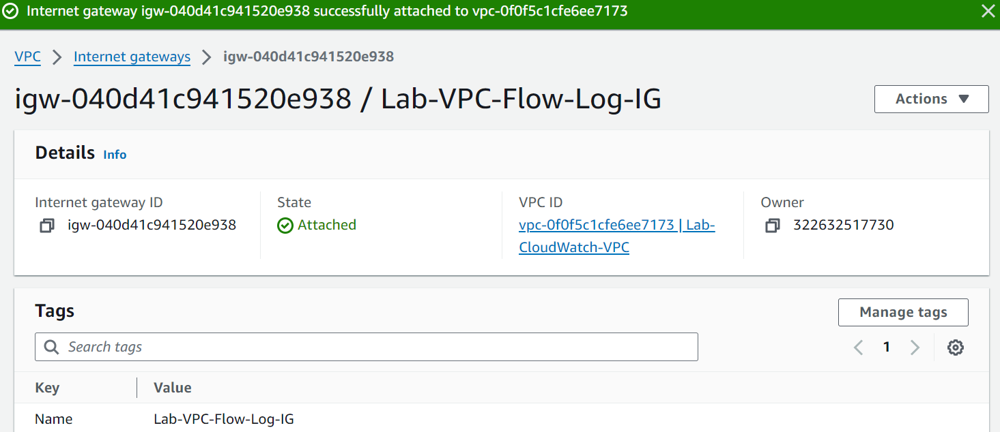 Internet gateway igw-040d41c941520e938 successfully attached to vpc-0f0f5c1cfe6ee7173
VPC > Internet gateways > igw-040d41c941520e938
igw-040d41c941520e938 / Lab-VPC-Flow-Log-IG
Actions
Details Info
Internet gateway ID
igw-040d41c941520e938
State
Attached
VPC ID
vpc-0f0f5c1cfe6ee7173 | Lab-
CloudWatch-VPC
Owner
322632517730
Tags
Manage tags
Search tags
1
Key Value
Name Lab-VPC-Flow-Log-IG